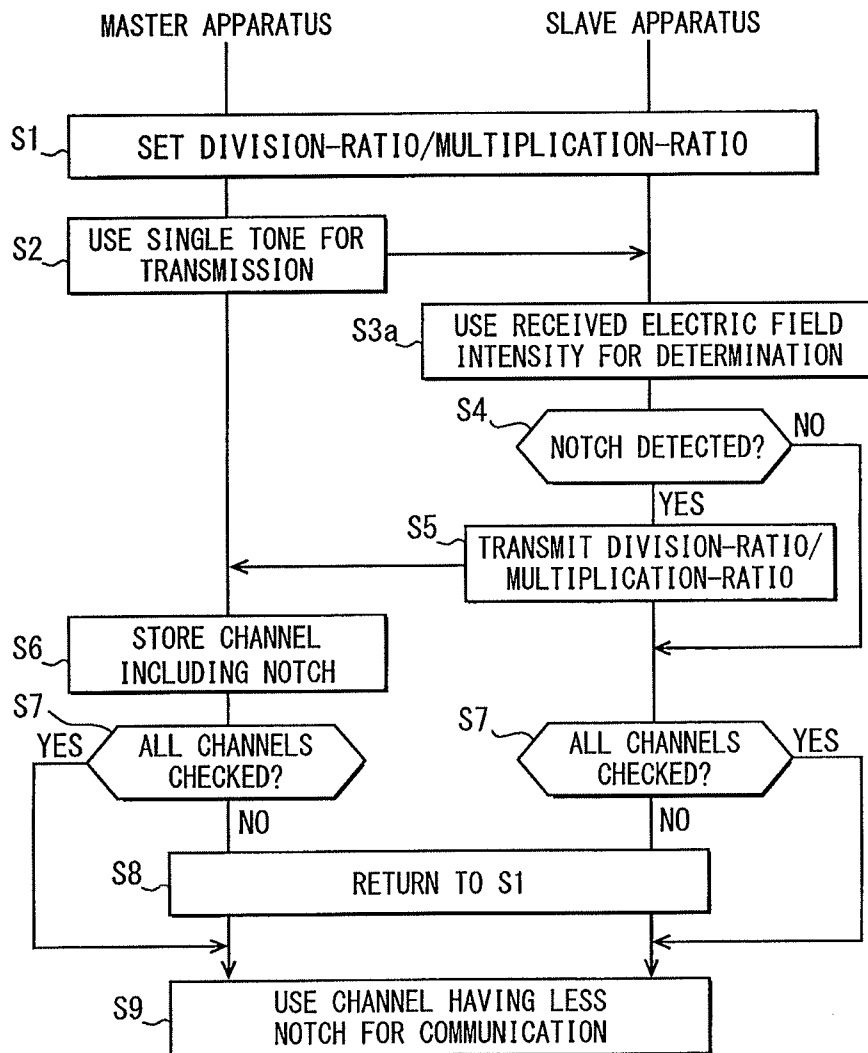 MASTER APPARATUS
SLAVE APPARATUS
S1
SET DIVISION-RATIO/MULTIPLICATION-RATIO
S2
USE SINGLE TONE FOR
TRANSMISSION
S3a
USE RECEIVED ELECTRIC FIELD
INTENSITY FOR DETERMINATION
S4
NOTCH DETECTED?
NO
YES
S5
TRANSMIT DIVISION-RATIO/
MULTIPLICATION-RATIO
S6
STORE CHANNEL
INCLUDING NOTCH
S7
YES
ALL CHANNELS
CHECKED?
NO
S7
ALL CHANNELS
CHECKED?
YES
NO
S8
RETURN TO S1
S9
USE CHANNEL HAVING LESS
NOTCH FOR COMMUNICATION